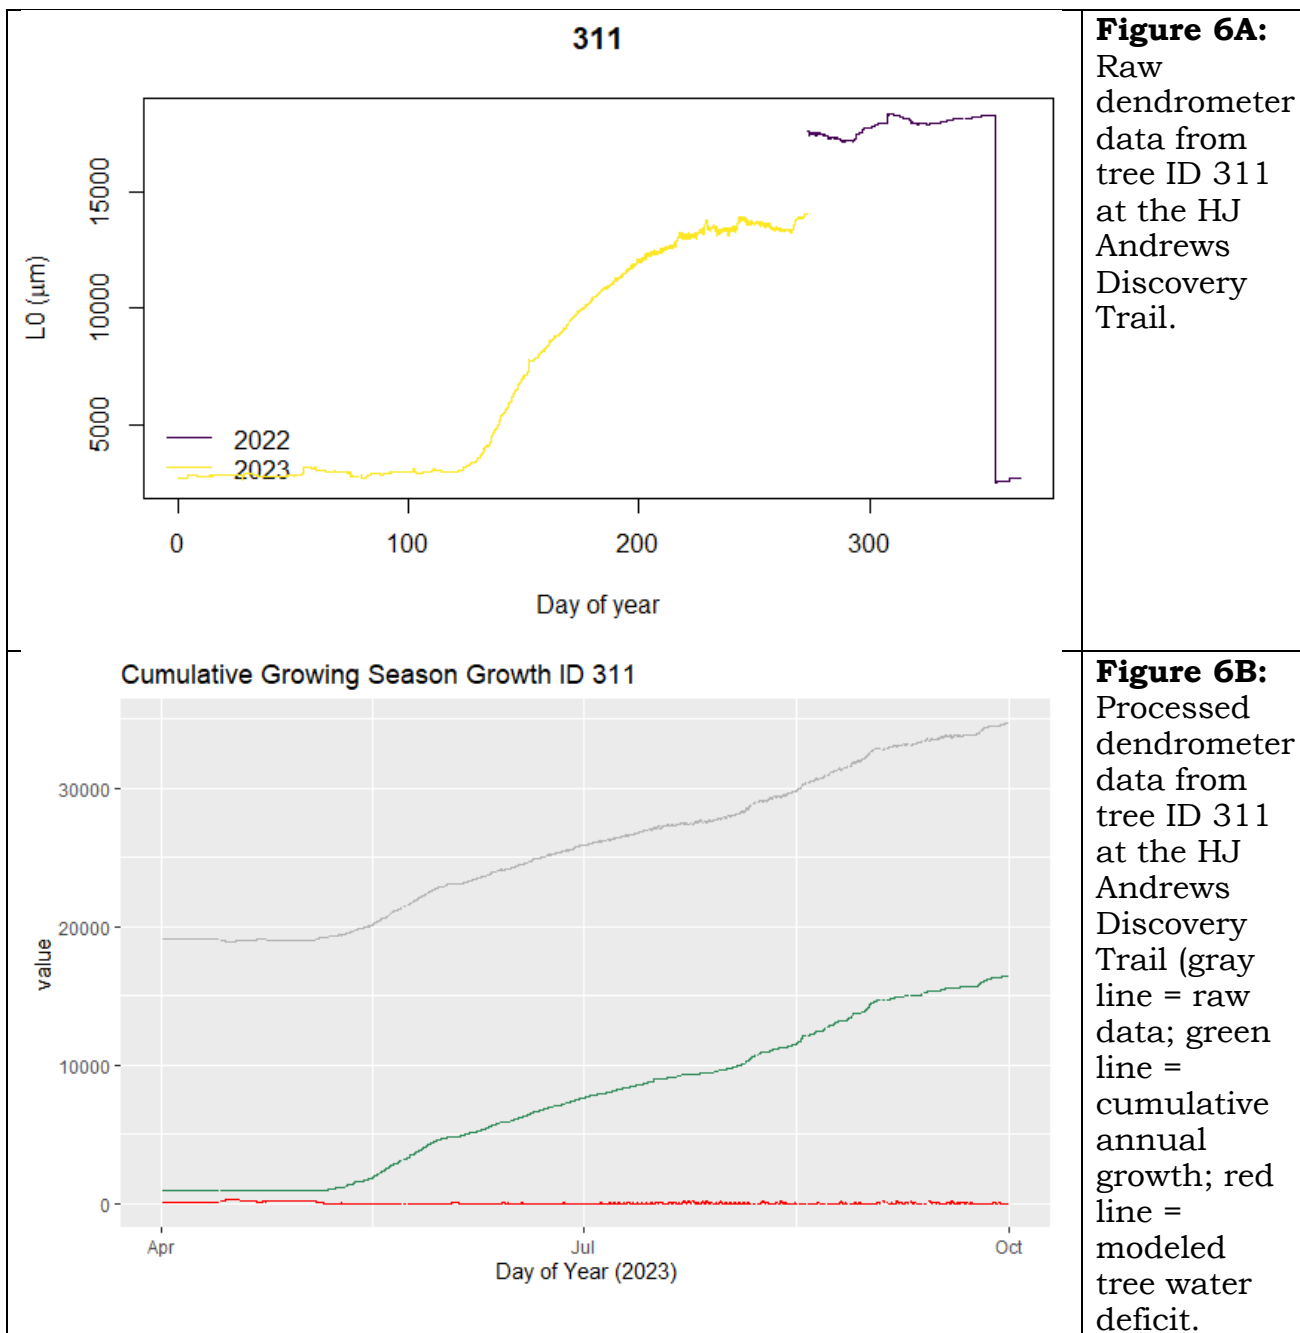 311
15000
10000
5000
L0 (μm)
2022
2023
0
100
200
300
Day of year
Figure 6A:
Raw
dendrometer
data from
tree ID 311
at the HJ
Andrews
Discovery
Trail.
Cumulative Growing Season Growth ID 311
30000
20000
10000
0
value
Apr
Jul
Oct
Day of Year (2023)
Figure 6B:
Processed
dendrometer
data from
tree ID 311
at the HJ
Andrews
Discovery
Trail (gray
line = raw
data; green
line =
cumulative
annual
growth; red
line =
modeled
tree water
deficit.